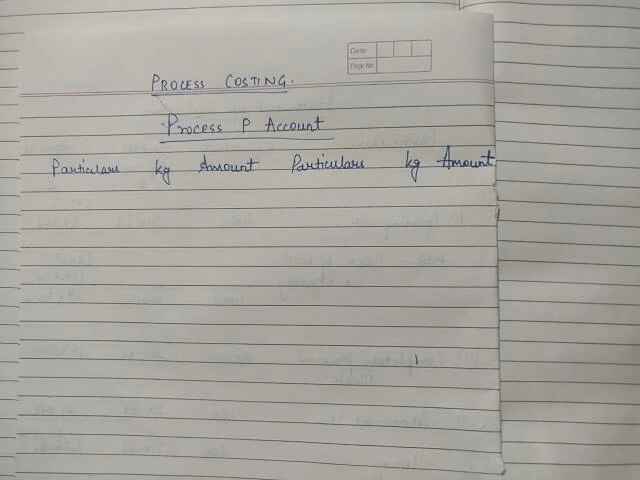 Date
Page No.
PROCESS COSTING.
Process P Account
Particulars kg Amount Particulars kg Amount